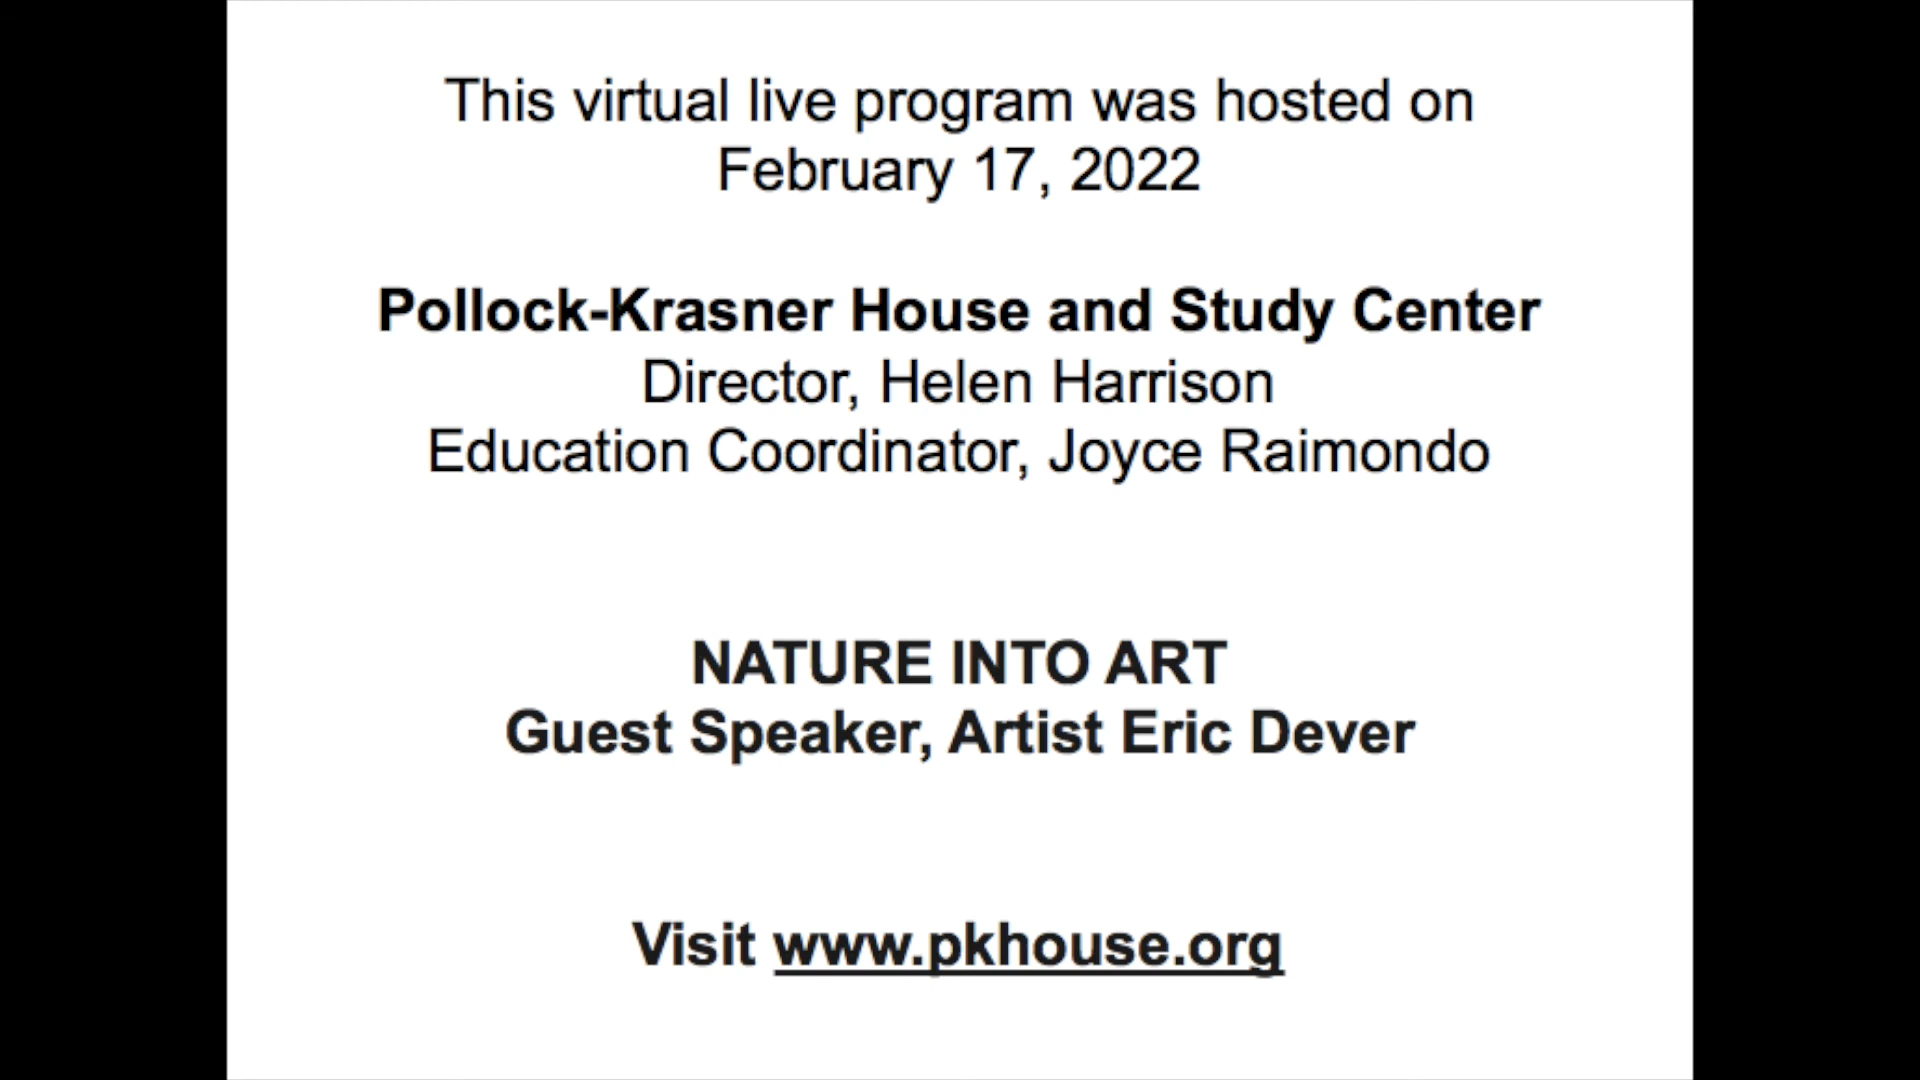 This virtual live program was hosted on
February 17, 2022
Pollock-Krasner House and Study Center
Director, Helen Harrison
Education Coordinator, Joyce Raimondo
NATURE INTO ART
Guest Speaker, Artist Eric Dever
Visit www.pkhouse.org